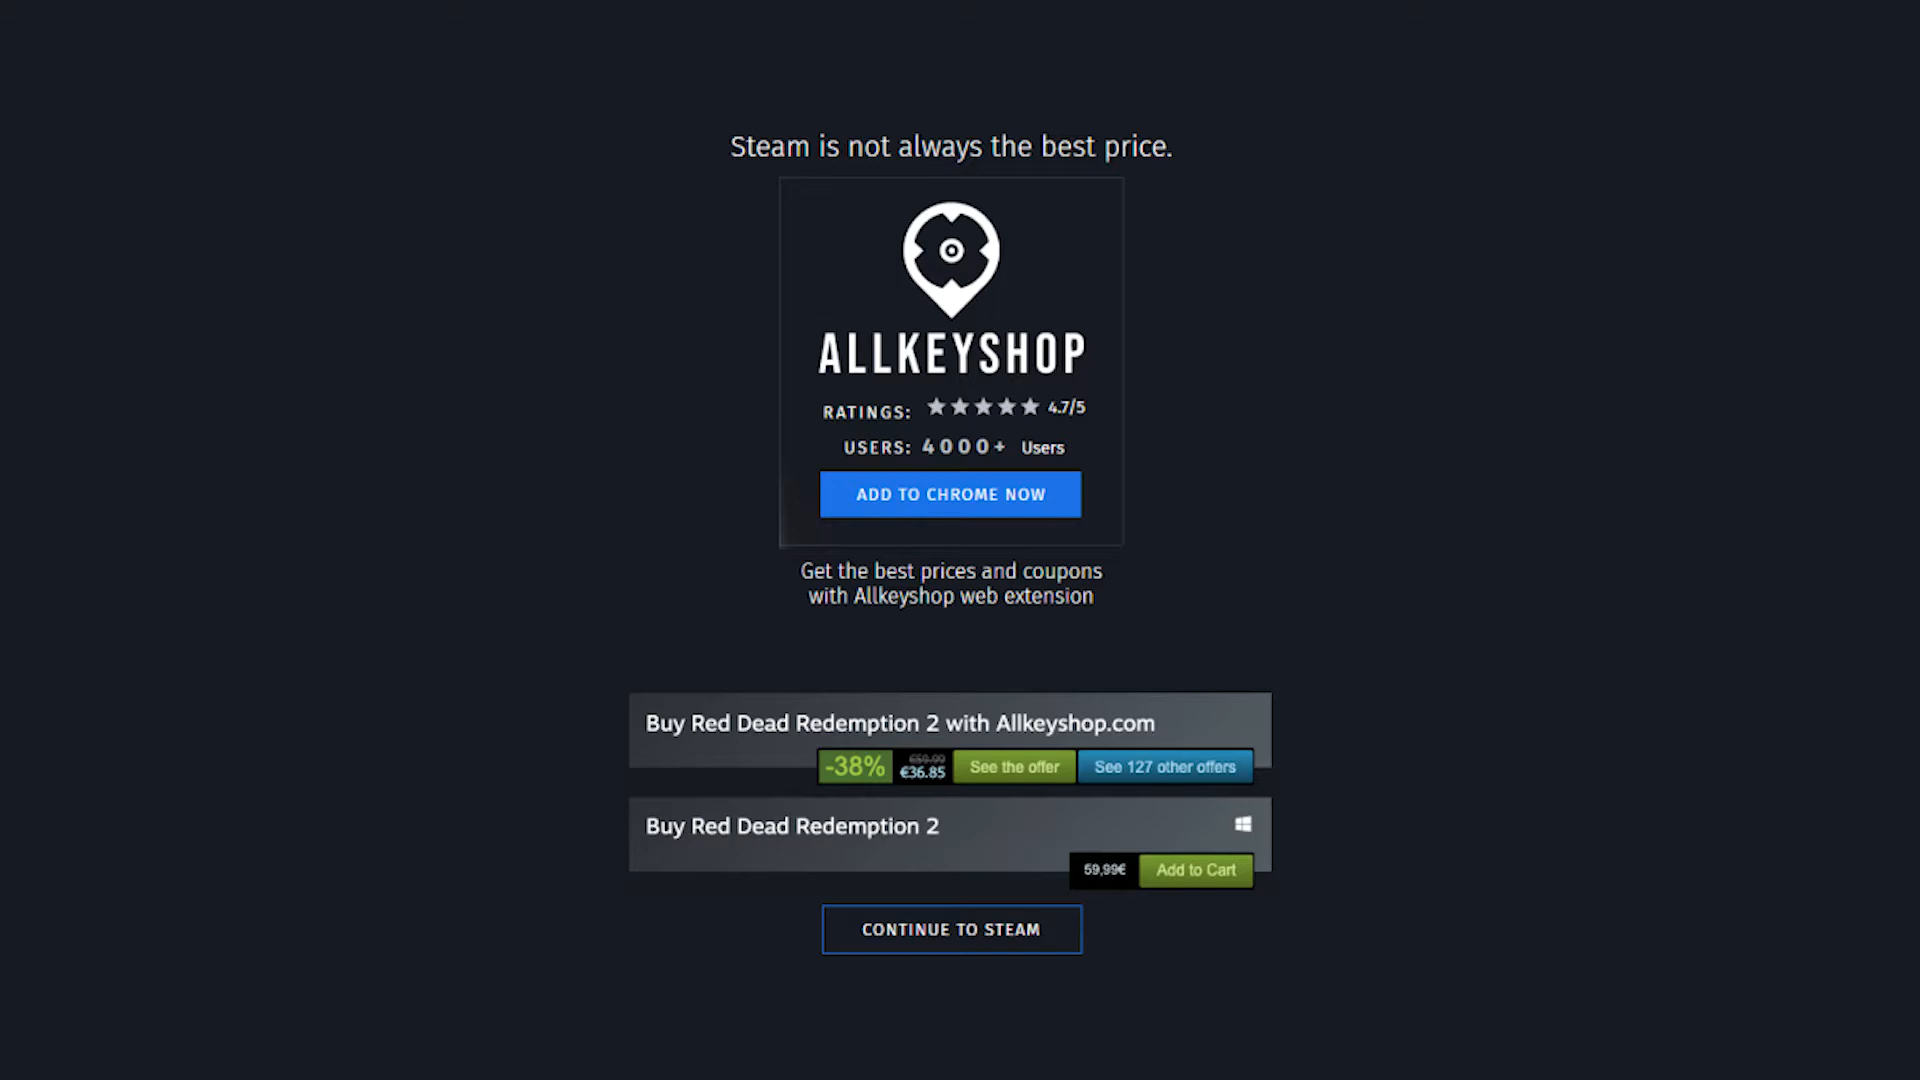 Steam is not always the best price.
ALLKEYSHOP
RATINGS: 4.7/5
USERS: 4000+ Users
ADD TO CHROME NOW
Get the best prices and coupons
with Allkeyshop web extension
Buy Red Dead Redemption 2 with Allkeyshop.com
-38% €59.99 €36.85 See the offer See 127 other offers
Buy Red Dead Redemption 2
59,99€ Add to Cart
CONTINUE TO STEAM